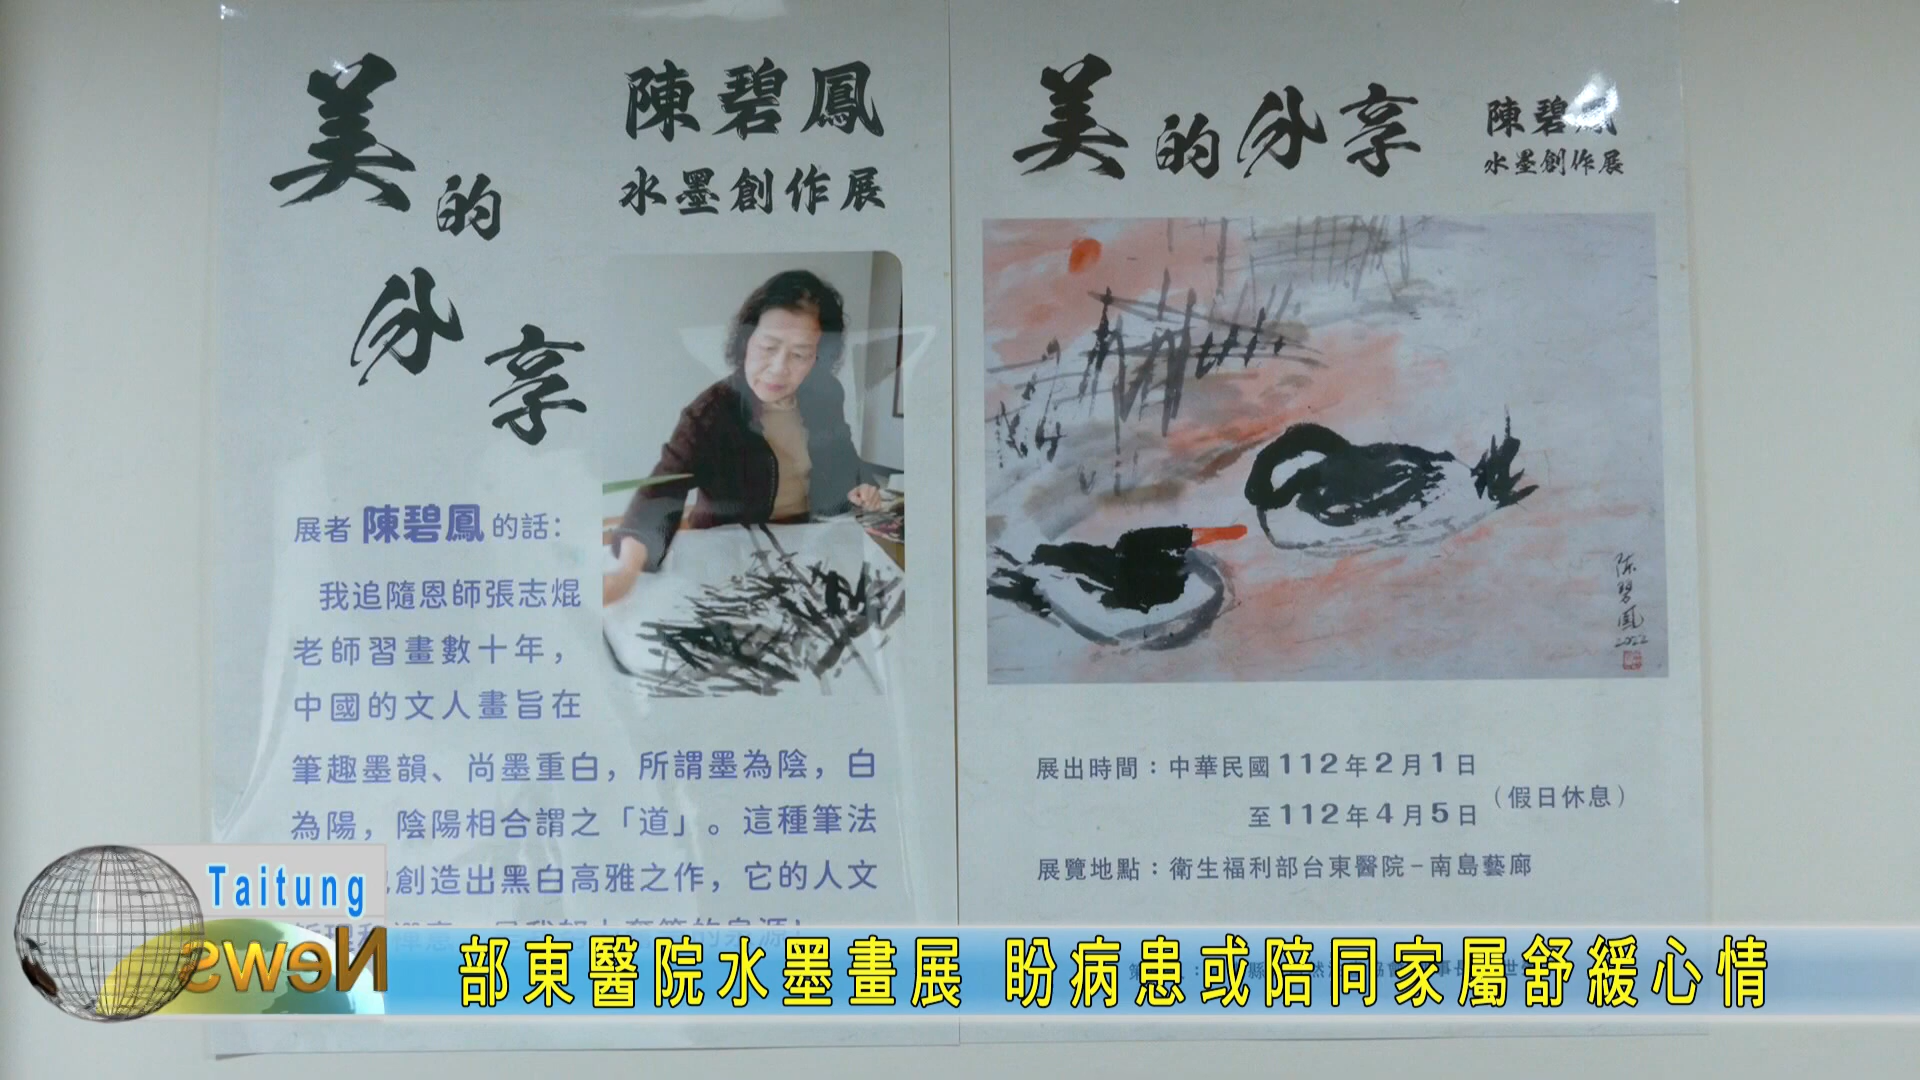 美的分享
陳碧鳳
水墨創作展
展者 陳碧鳳 的話：
我追隨恩師張志焜
老師習畫數十年，
中國的文人畫旨在
筆趣墨韻、尚墨重白，所謂墨為陰，白
為陽，陰陽相合謂之「道」。這種筆法
創造出黑白高雅之作，它的人文
美的分享
陳碧鳳
水墨創作展
陈碧鳳
2022
展出時間：中華民國112年2月1日
至112年4月5日
（假日休息）
展覽地點：衛生福利部台東醫院－南島藝廊
Taitung
News
部東醫院水墨畫展 盼病患或陪同家屬舒緩心情